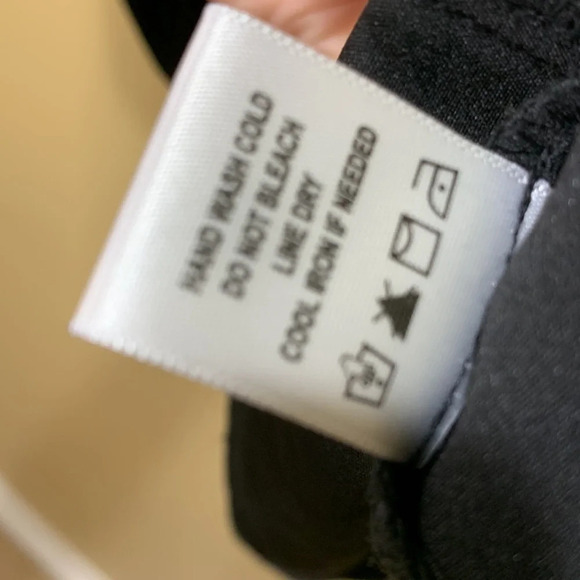 HAND WASH COLD
DO NOT BLEACH
LINE DRY
COOL IRON IF NEEDED